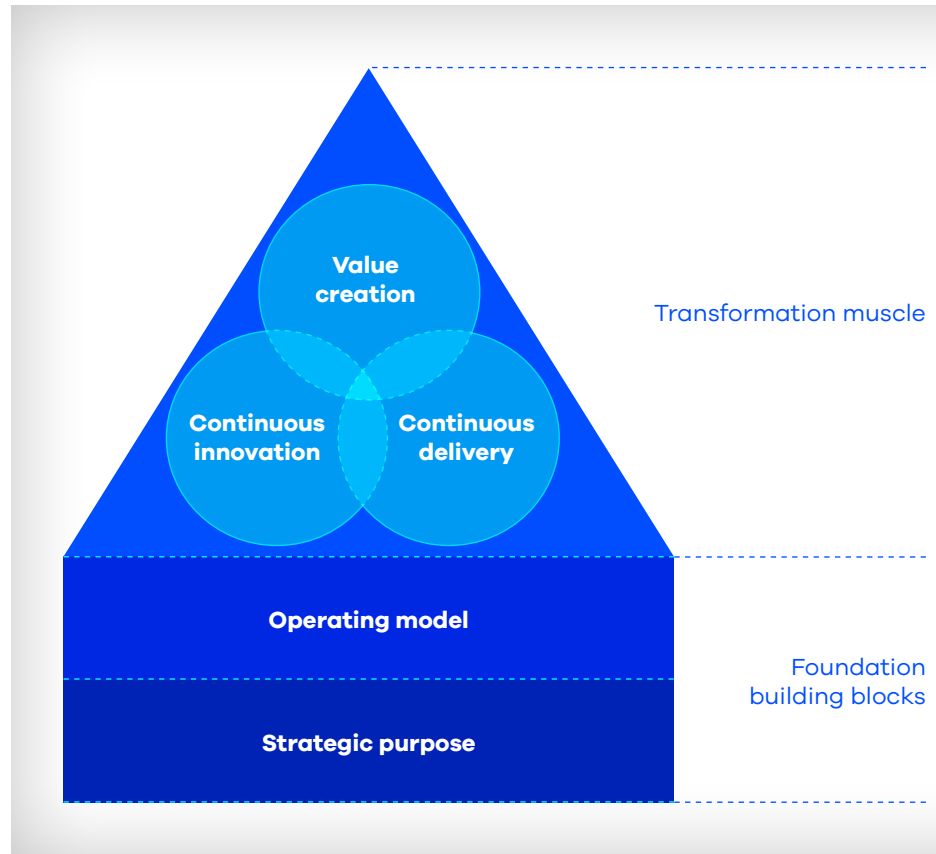 Value
creation
Transformation muscle
Continuous
innovation
Continuous
delivery
Operating model
Foundation
building blocks
Strategic purpose